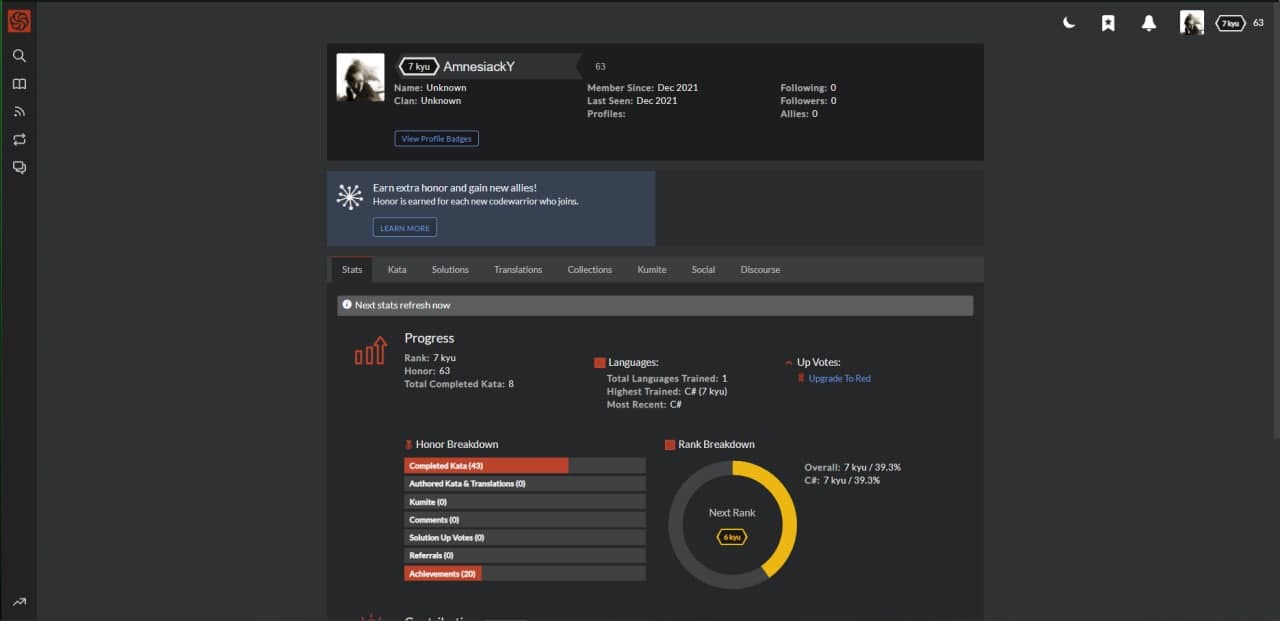 7 kyu 63
7 kyu AmnesiackY 63
Name: Unknown
Clan: Unknown
Member Since: Dec 2021
Last Seen: Dec 2021
Profiles:
Following: 0
Followers: 0
Allies: 0
View Profile Badges
Earn extra honor and gain new allies!
Honor is earned for each new codewarrior who joins.
LEARN MORE
Stats Kata Solutions Translations Collections Kumite Social Discourse
Next stats refresh now
Progress
Rank: 7 kyu
Honor: 63
Total Completed Kata: 8
Languages:
Total Languages Trained: 1
Highest Trained: C# (7 kyu)
Most Recent: C#
Up Votes:
Upgrade To Red
Honor Breakdown
Completed Kata (43)
Authored Kata & Translations (0)
Kumite (0)
Comments (0)
Solution Up Votes (0)
Referrals (0)
Achievements (20)
Rank Breakdown
Next Rank
6 kyu
Overall: 7 kyu / 39.3%
C#: 7 kyu / 39.3%